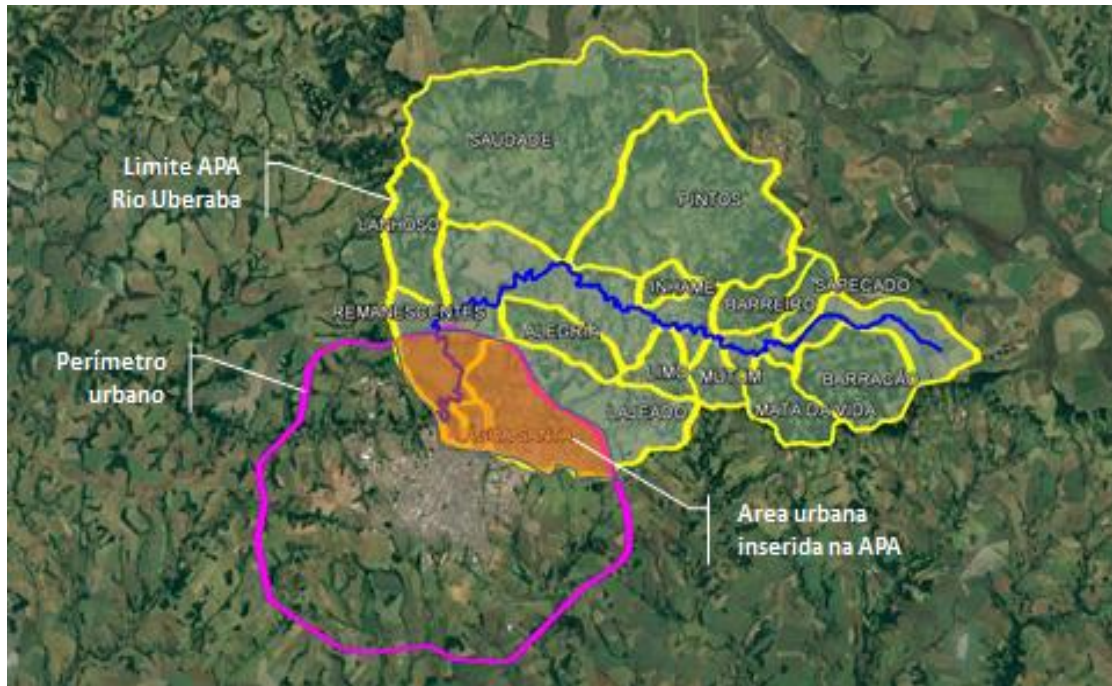 SAUDADE
Limite APA
Rio Uberaba
PINTOS
LANHOSO
INHAME
SAPECADO
BARREIRO
REMANESCENTES
ALEGRIA
Perímetro
urbano
LIMO
MUTUM
BARRACÃO
LAJEADO
MATA DA VIDA
Area urbana
inserida na APA